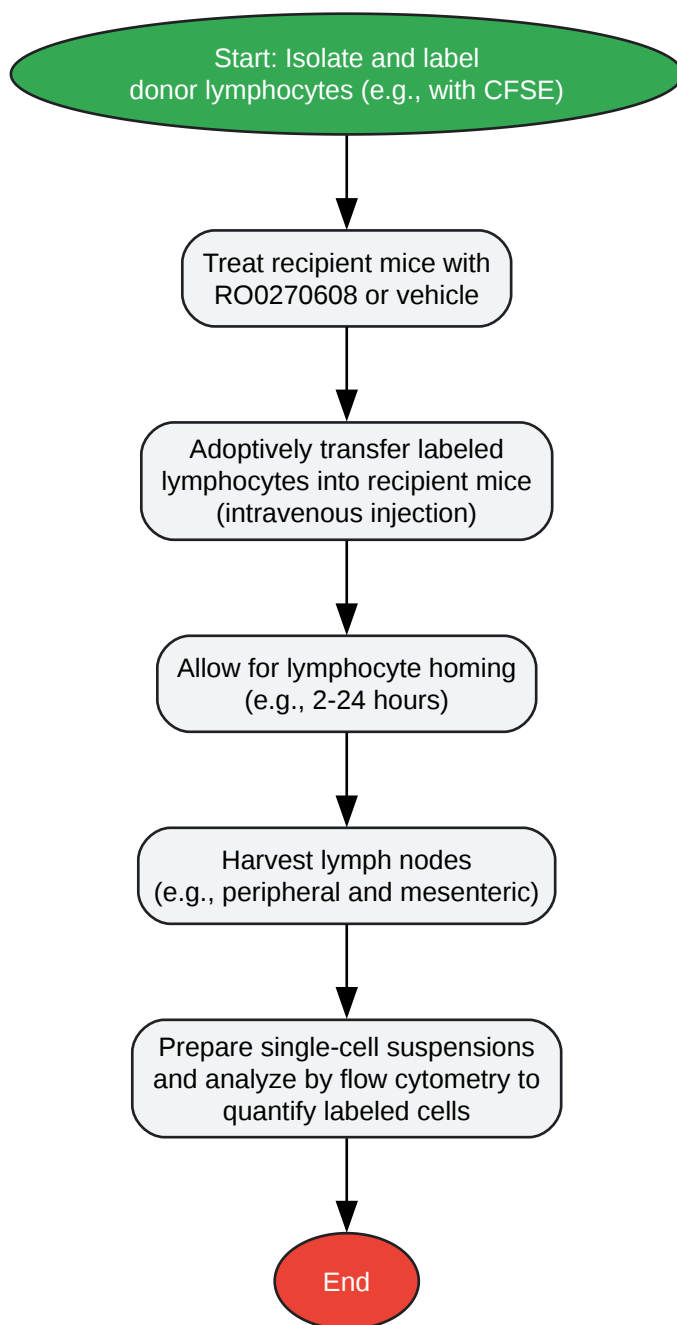 Start: Isolate and label
donor lymphocytes (e.g., with CFSE)
Treat recipient mice with
RO0270608 or vehicle
Adoptively transfer labeled
lymphocytes into recipient mice
(intravenous injection)
Allow for lymphocyte homing
(e.g., 2-24 hours)
Harvest lymph nodes
(e.g., peripheral and mesenteric)
Prepare single-cell suspensions
and analyze by flow cytometry to
quantify labeled cells
End